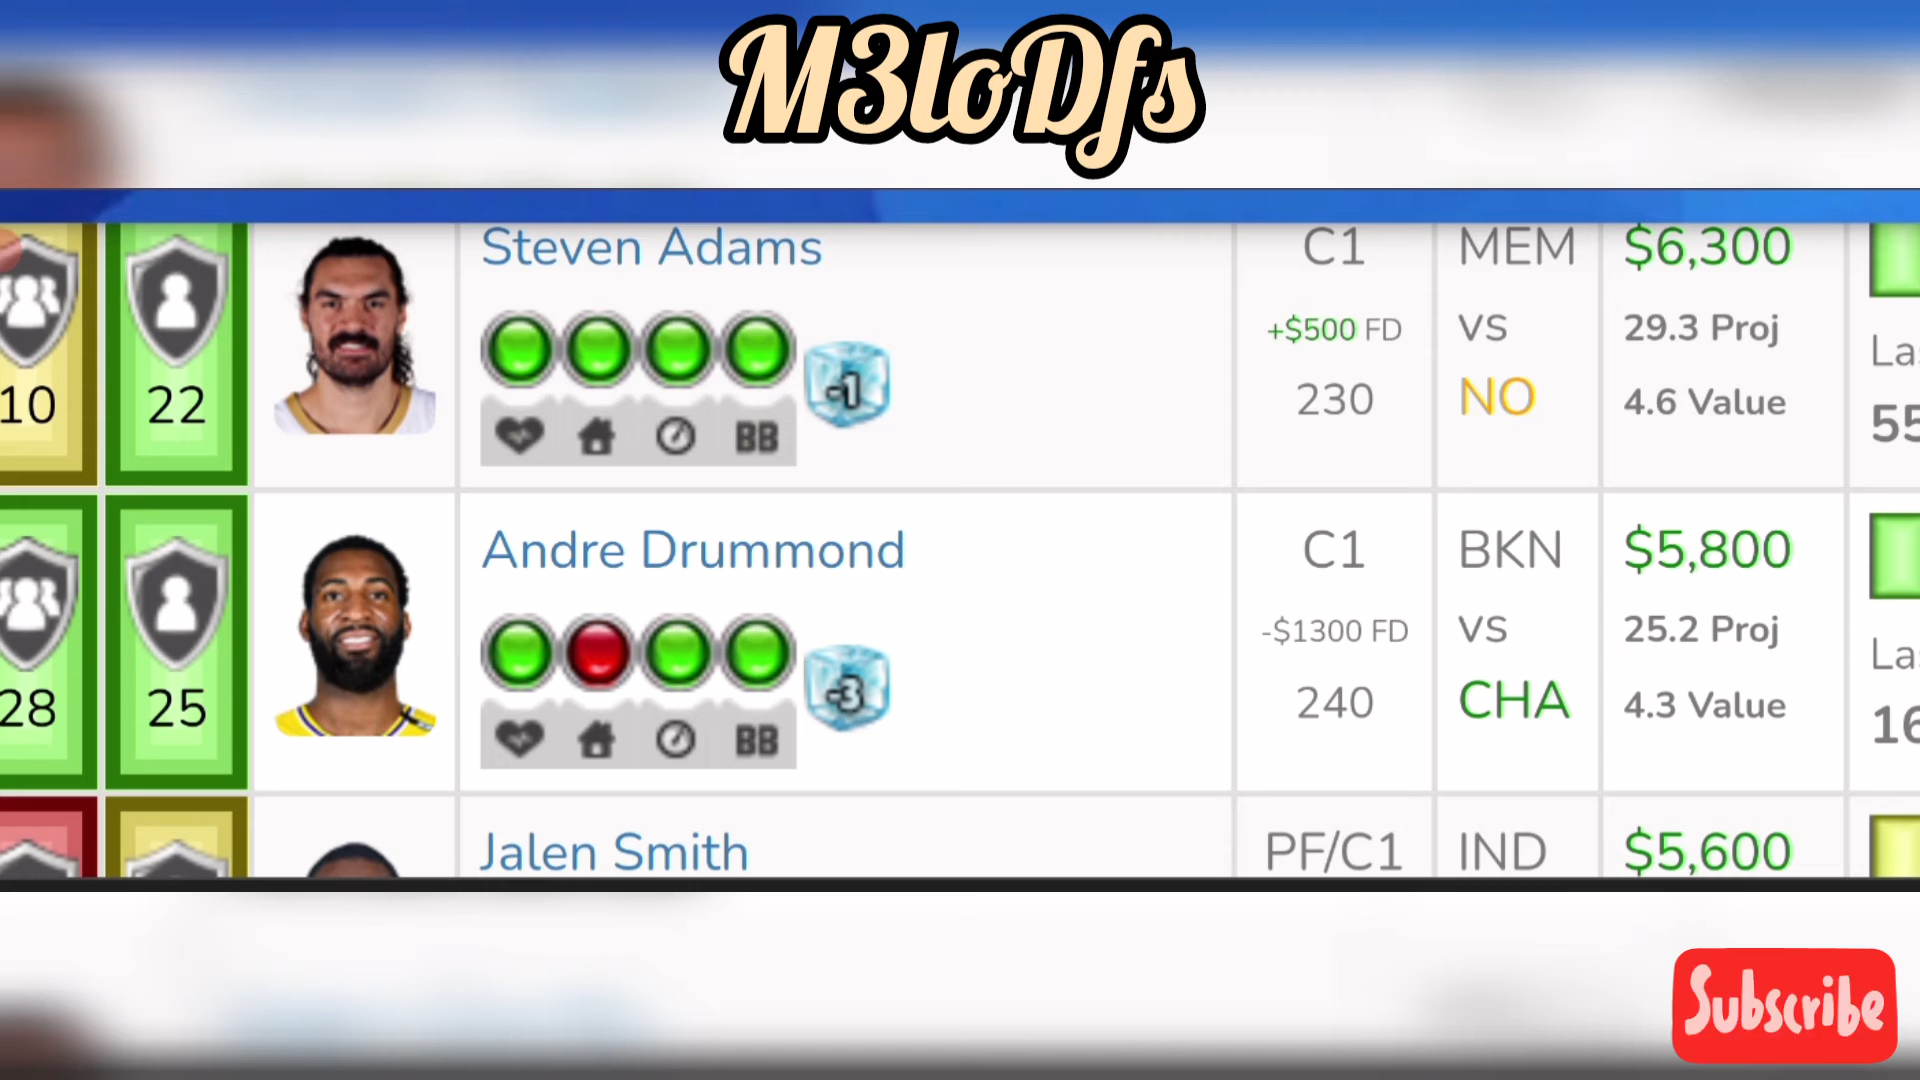 M3loDfs
Steven Adams C1 MEM $6,300
+$500 FD VS 29.3 Proj
10 22 -1 230 NO 4.6 Value
BB
Andre Drummond C1 BKN $5,800
-$1300 FD VS 25.2 Proj
28 25 -3 240 CHA 4.3 Value
BB
Jalen Smith PF/C1 IND $5,600
Subscribe